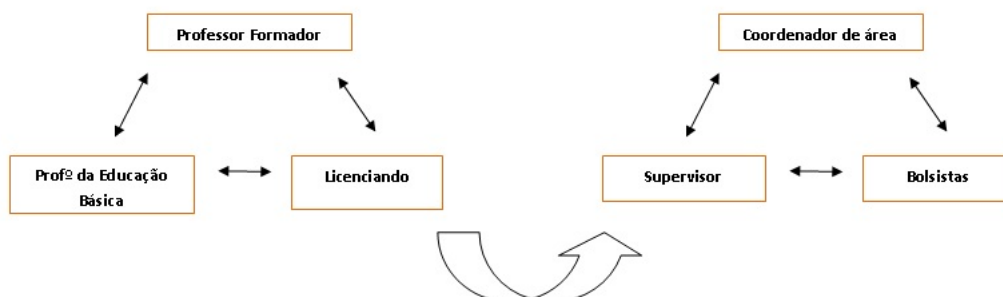 Professor Formador
Coordenador de área
Profº da Educação
Básica
Licenciando
Supervisor
Bolsistas